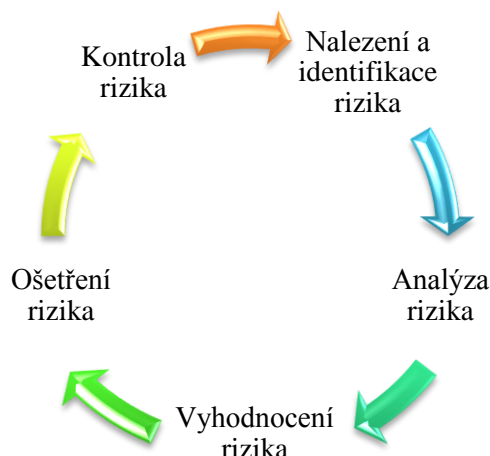 Kontrola
rizika
Nalezení a
identifikace
rizika
Analýza
rizika
Vyhodnocení
rizika
Ošetření
rizika